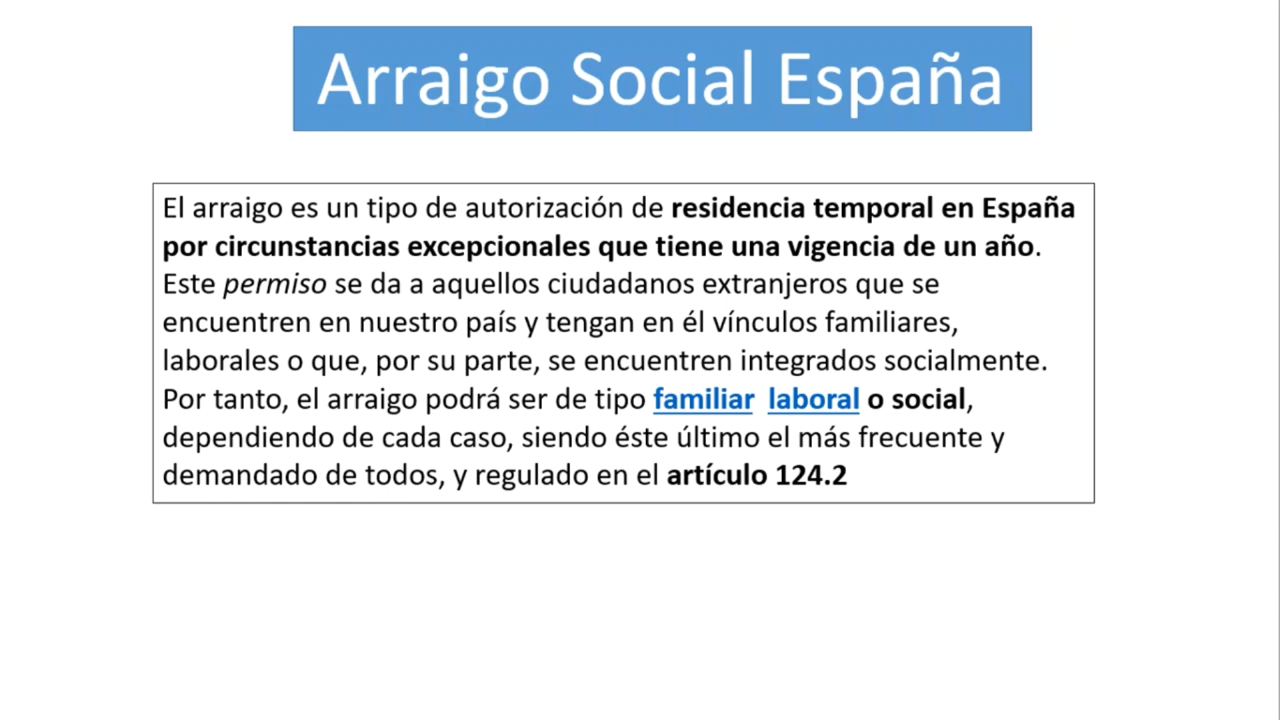 Arraigo Social España
El arraigo es un tipo de autorización de residencia temporal en España
por circunstancias excepcionales que tiene una vigencia de un año.
Este permiso se da a aquellos ciudadanos extranjeros que se
encuentren en nuestro país y tengan en él vínculos familiares,
laborales o que, por su parte, se encuentren integrados socialmente.
Por tanto, el arraigo podrá ser de tipo familiar laboral o social,
dependiendo de cada caso, siendo éste último el más frecuente y
demandado de todos, y regulado en el artículo 124.2